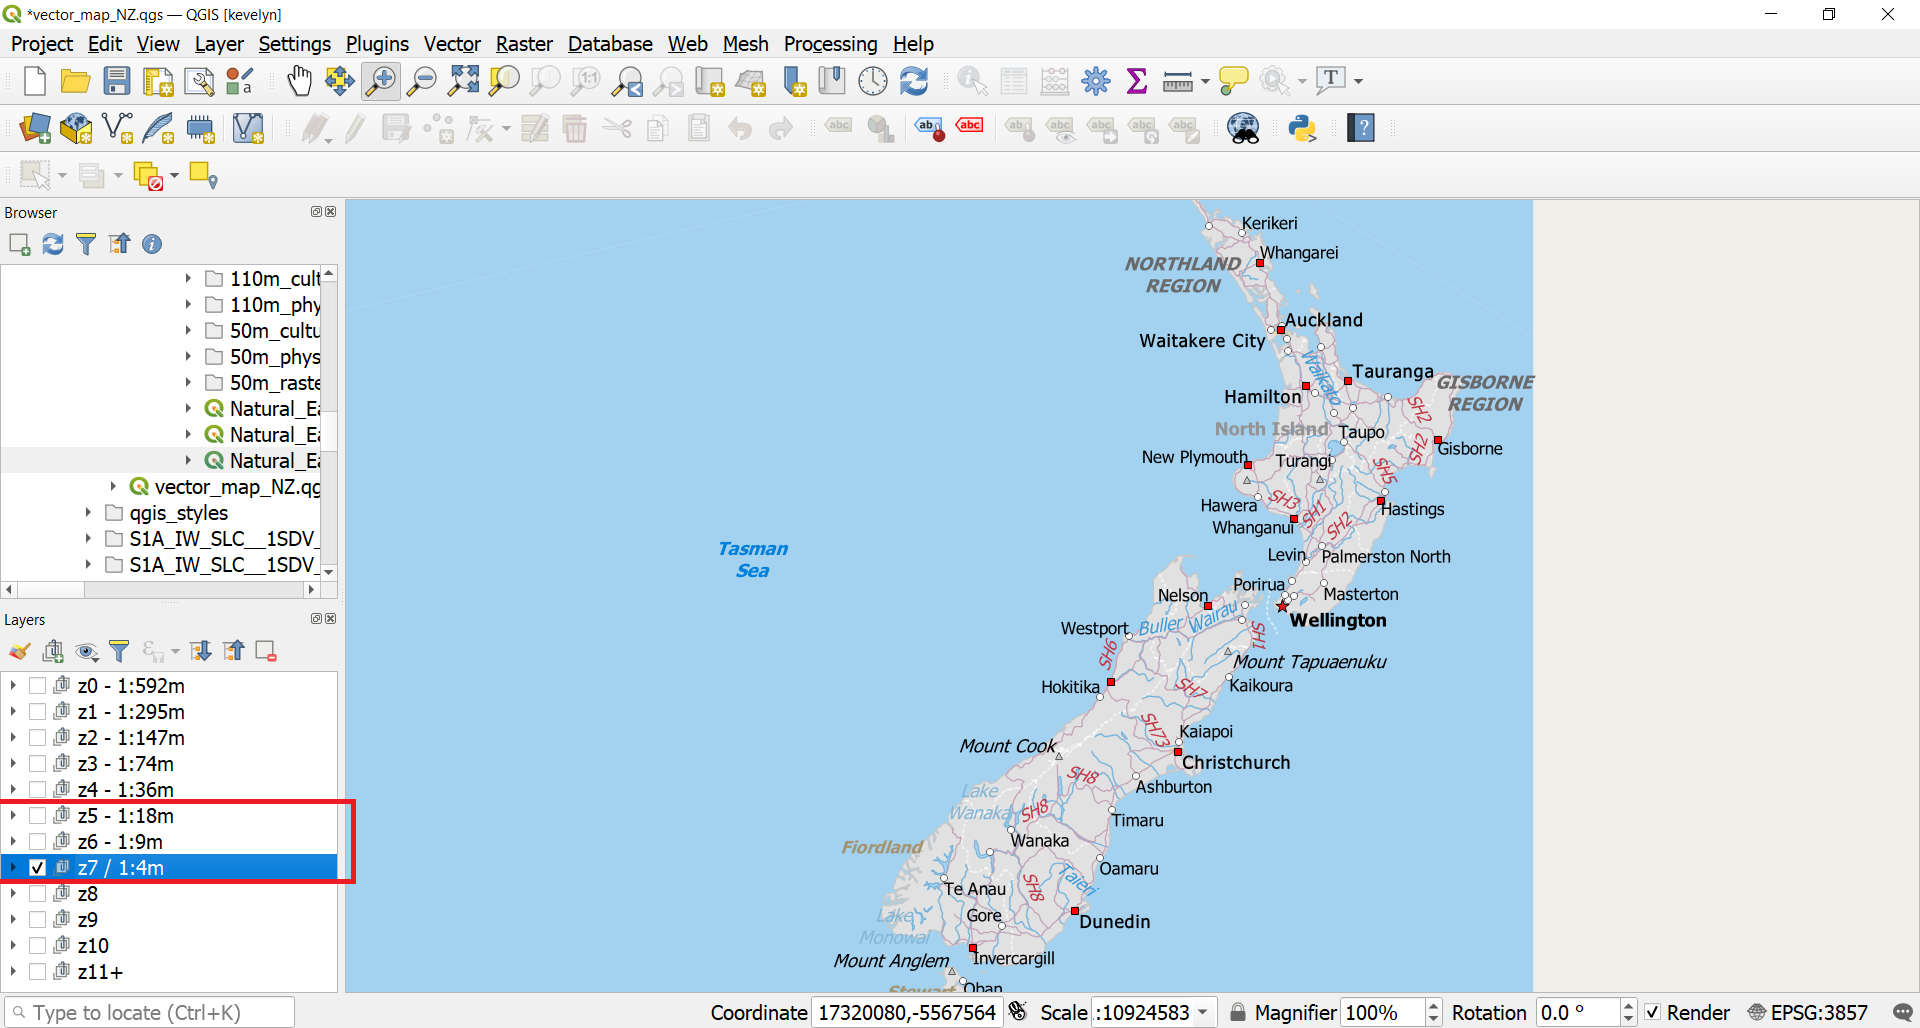 *vector_map_NZ.qgs — QGIS [kevelyn]
Project Edit View Layer Settings Plugins Vector Raster Database Web Mesh Processing Help
Browser
110m_cult
110m_phy
50m_cultu
50m_phys
50m_raste
Natural_Ea
Natural_Ea
Natural_Ea
vector_map_NZ.qg
qgis_styles
S1A_IW_SLC__1SDV_
S1A_IW_SLC__1SDV_
Layers
z0 - 1:592m
z1 - 1:295m
z2 - 1:147m
z3 - 1:74m
z4 - 1:36m
z5 - 1:18m
z6 - 1:9m
z7 / 1:4m
z8
z9
z10
z11+
Kerikeri
Whangarei
NORTHLAND
REGION
Auckland
Waitakere City
Waikato
Tauranga
GISBORNE
REGION
Hamilton
SH2
North Island
Taupo
SH2
Gisborne
New Plymouth
Turangi
SH5
Hawera
SH3
SH1
SH2
Hastings
Whanganui
Tasman
Sea
Levin
Palmerston North
Porirua
Masterton
Nelson
Wellington
Westport
Buller
Wairau
SH1
SH6
Mount Tapuaenuku
Hokitika
SH7
Kaikoura
SH73
Kaiapoi
Mount Cook
Christchurch
SH8
Ashburton
Lake
Wanaka
SH8
Timaru
Wanaka
Fiordland
Oamaru
Te Anau
SH8
Taieri
Lake
Monowai
Gore
Dunedin
Mount Anglem
Invercargill
Stewart
Oban
Type to locate (Ctrl+K)
Coordinate 17320080,-5567564 Scale :10924583 Magnifier 100% Rotation 0.0 ° Render EPSG:3857